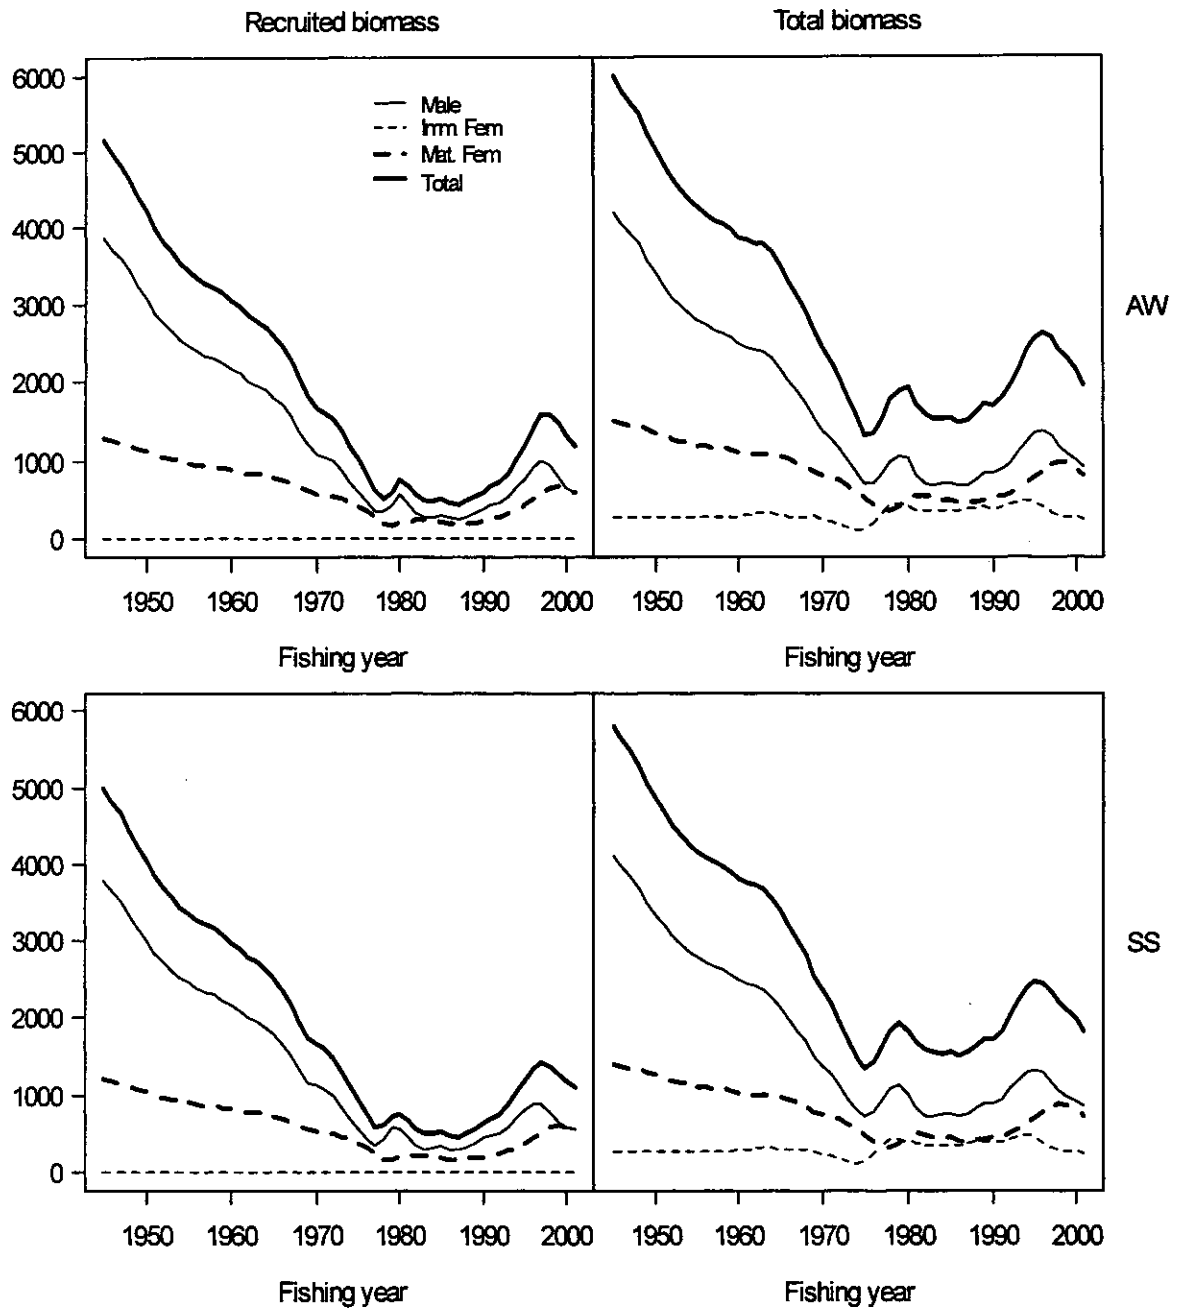 Recruited biomass Total biomass
6000
5000
4000
3000
2000
1000
0
Male
Imm. Fem
Mat. Fem
Total
AW
1950 1960 1970 1980 1990 2000 1950 1960 1970 1980 1990 2000
Fishing year Fishing year
6000
5000
4000
3000
2000
1000
0
SS
1950 1960 1970 1980 1990 2000 1950 1960 1970 1980 1990 2000
Fishing year Fishing year